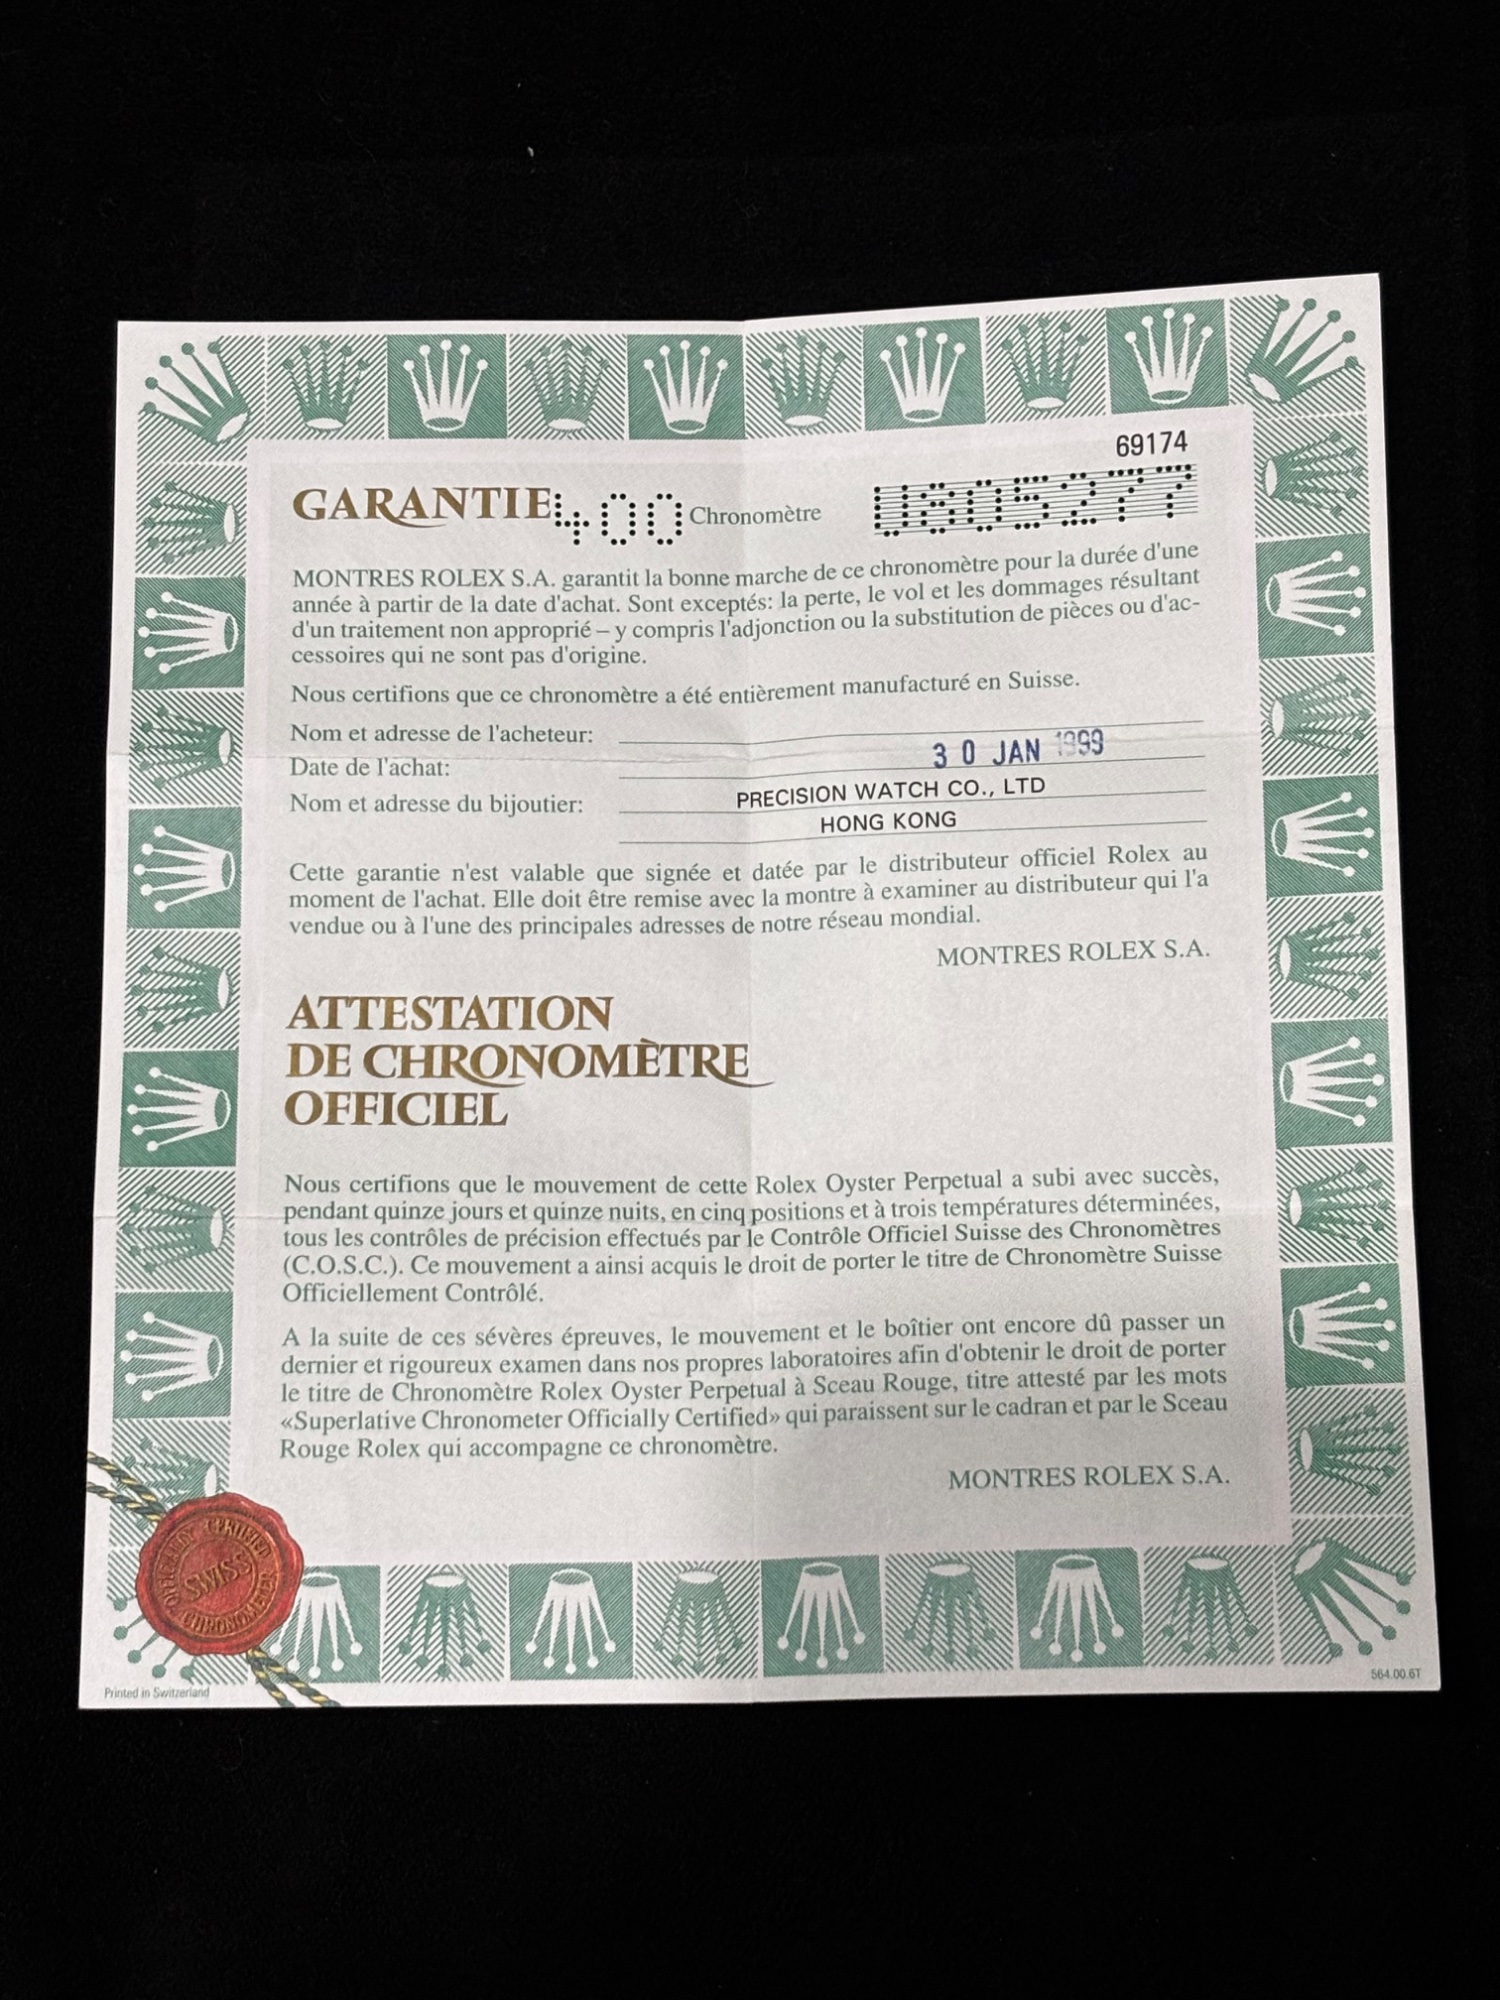 69174
GARANTIE 400 Chronomètre U805277
MONTRES ROLEX S.A. garantit la bonne marche de ce chronomètre pour la durée d'une
année à partir de la date d'achat. Sont exceptés: la perte, le vol et les dommages résultant
d'un traitement non approprié – y compris l'adjonction ou la substitution de pièces ou d'ac-
cessoires qui ne sont pas d'origine.
Nous certifions que ce chronomètre a été entièrement manufacturé en Suisse.
Nom et adresse de l'acheteur:
Date de l'achat: 30 JAN 1999
Nom et adresse du bijoutier: PRECISION WATCH CO., LTD
HONG KONG
Cette garantie n'est valable que signée et datée par le distributeur officiel Rolex au
moment de l'achat. Elle doit être remise avec la montre à examiner au distributeur qui l'a
vendue ou à l'une des principales adresses de notre réseau mondial.
MONTRES ROLEX S.A.
ATTESTATION
DE CHRONOMÈTRE
OFFICIEL
Nous certifions que le mouvement de cette Rolex Oyster Perpetual a subi avec succès,
pendant quinze jours et quinze nuits, en cinq positions et à trois températures déterminées,
tous les contrôles de précision effectués par le Contrôle Officiel Suisse des Chronomètres
(C.O.S.C.). Ce mouvement a ainsi acquis le droit de porter le titre de Chronomètre Suisse
Officiellement Contrôlé.
A la suite de ces sévères épreuves, le mouvement et le boîtier ont encore dû passer un
dernier et rigoureux examen dans nos propres laboratoires afin d'obtenir le droit de porter
le titre de Chronomètre Rolex Oyster Perpetual à Sceau Rouge, titre attesté par les mots
«Superlative Chronometer Officially Certified» qui paraissent sur le cadran et par le Sceau
Rouge Rolex qui accompagne ce chronomètre.
MONTRES ROLEX S.A.
OFFICIALLY CERTIFIED
SWISS
CHRONOMETER
Printed in Switzerland
564.00.6T